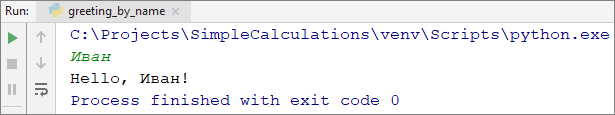 Run: greeting_by_name
C:\Projects\SimpleCalculations\venv\Scripts\python.exe
Иван
Hello, Иван!
Process finished with exit code 0